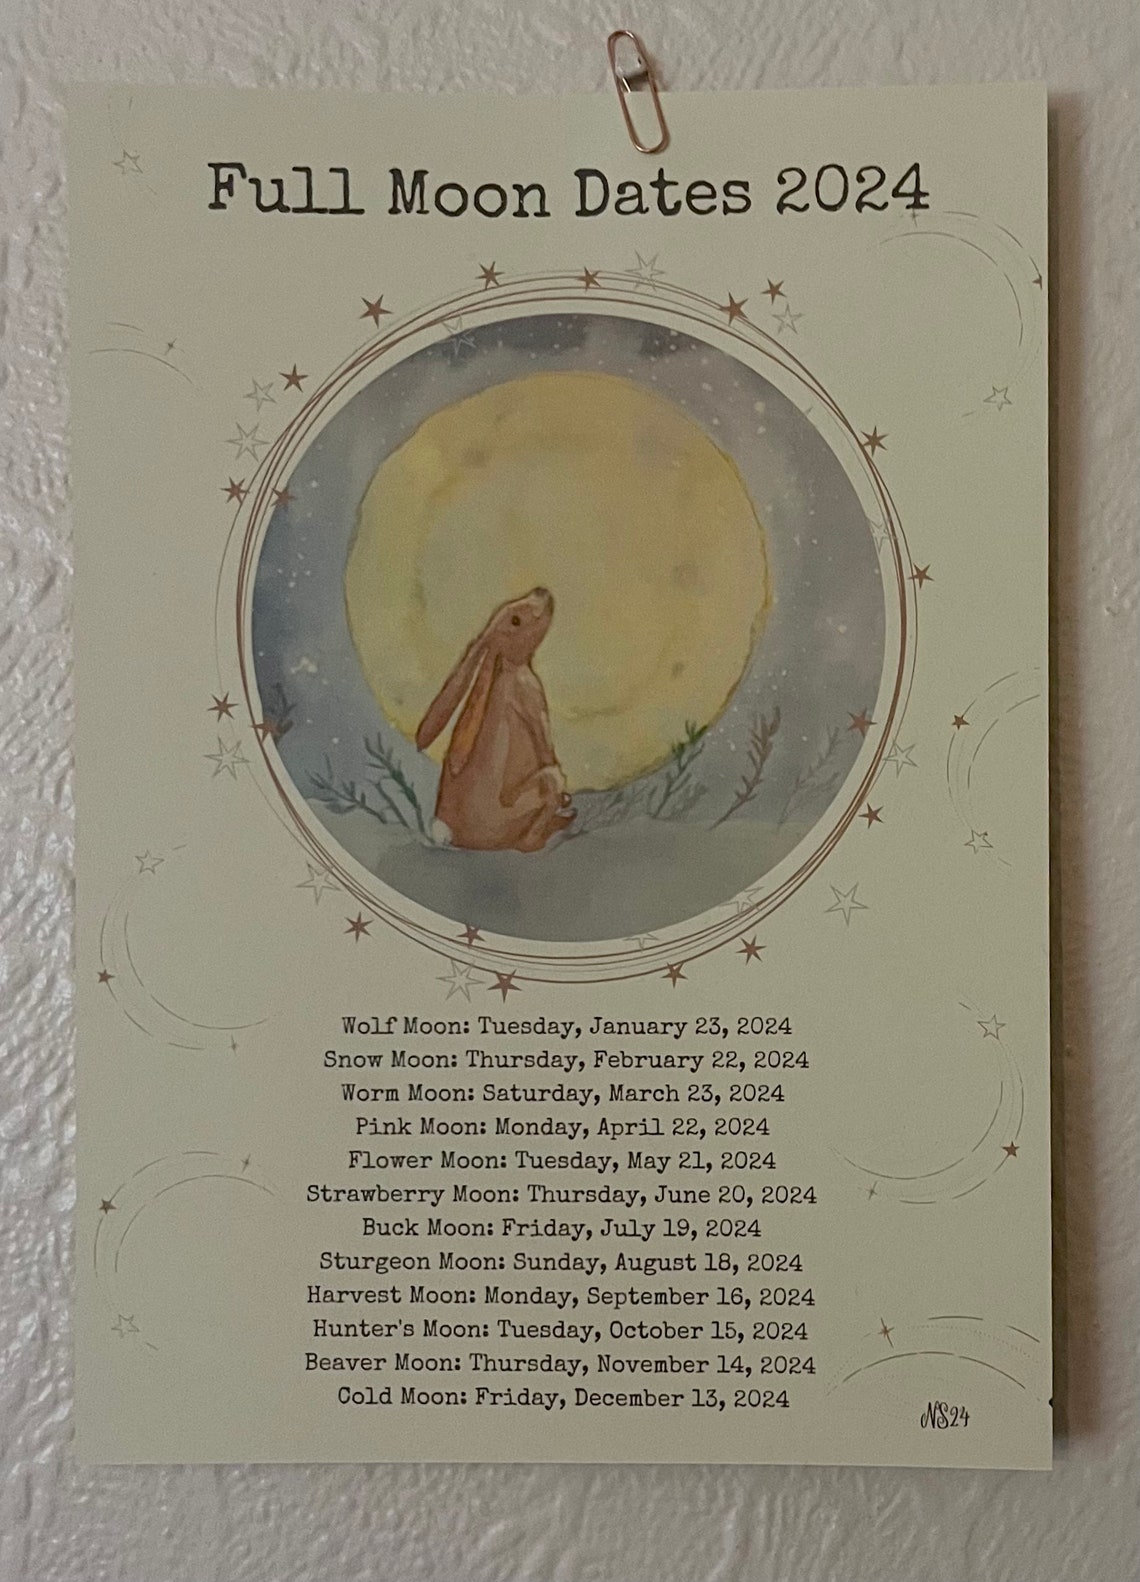 Full Moon Dates 2024
Wolf Moon: Tuesday, January 23, 2024
Snow Moon: Thursday, February 22, 2024
Worm Moon: Saturday, March 23, 2024
Pink Moon: Monday, April 22, 2024
Flower Moon: Tuesday, May 21, 2024
Strawberry Moon: Thursday, June 20, 2024
Buck Moon: Friday, July 19, 2024
Sturgeon Moon: Sunday, August 18, 2024
Harvest Moon: Monday, September 16, 2024
Hunter's Moon: Tuesday, October 15, 2024
Beaver Moon: Thursday, November 14, 2024
Cold Moon: Friday, December 13, 2024
NS24